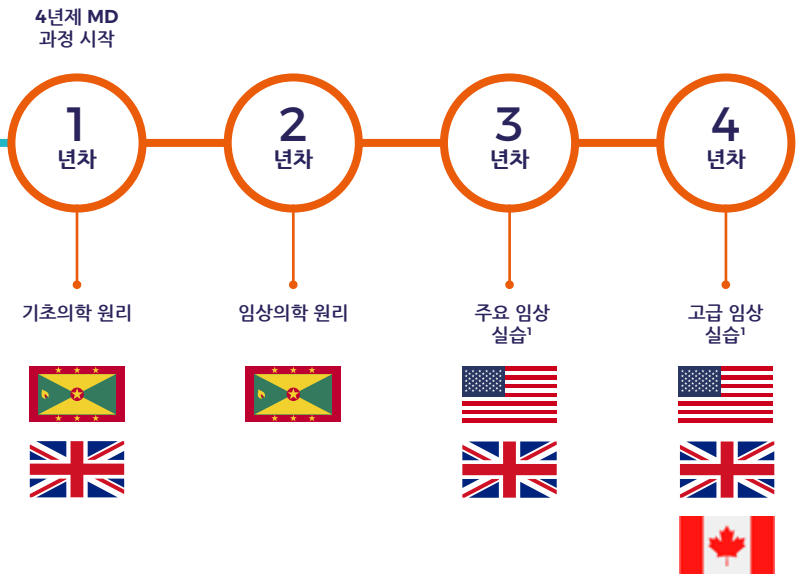 4년제 MD
과정 시작
1
년차
2
년차
3
년차
4
년차
기초의학 원리
임상의학 원리
주요 임상
실습¹
고급 임상
실습¹